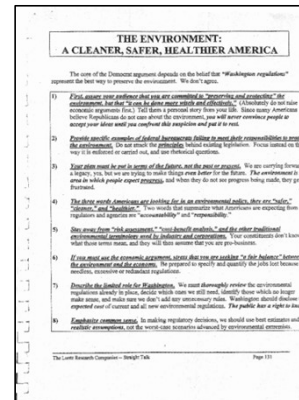 THE ENVIRONMENT:
A CLEANER, SAFER, HEALTHIER AMERICA
The core of the Democrat argument depends on the belief that "Washington regulations"
represent the best way to preserve the environment. We don't agree.
1) First, assure your audience that you are committed to "preserving and protecting" the
environment, but that "it can be done more wisely and effectively." (Absolutely do not raise
economic arguments first.) Tell them a personal story from your life. Since many Americans
believe Republicans do not care about the environment, you will never convince people to
accept your ideas until you confront this suspicion and put it to rest.
2) Provide specific examples of federal bureaucrats failing to meet their responsibilities to
the environment. Do not attack the principles behind existing legislation. Focus instead on the
way it is enforced or carried out, and use rhetorical questions.
3) Your plan must be put in terms of the future, not the past or present. We are carrying forward
a legacy, yes, but we are trying to make things even better for the future. The environment is
area in which people expect progress, and when they do not see progress being made, they get
frustrated.
4) The three words Americans are looking for in an environmental policy, they are "safer,"
"cleaner," and "healthier." Two words that summarize what Americans are expecting from
regulators and agencies are "accountability" and "responsibility."
5) Stay away from "risk assessment," "cost-benefit analysis," and the other traditional
environmental terminology used by industry and corporations. Your constituents don't know
what those terms mean, and they will then assume that you are pro-business.
6) If you must use the economic argument, stress that you are seeking "a fair balance" between
the environment and the economy. Be prepared to specify and quantify the jobs lost because
needless, excessive or redundant regulations.
7) Describe the limited role for Washington. We must thoroughly review the environmental
regulations already in place, decide which ones we still need, identify those which no longer
make sense, and make sure we don't add any unnecessary rules. Washington should disclose
expected cost of current and all new environmental regulations. The public has a right to know
8) Emphasize common sense. In making regulatory decisions, we should use best estimates and
realistic assumptions, not the worst-case scenarios advanced by environmental extremists.
The Luntz Research Companies – Straight Talk
Page 131